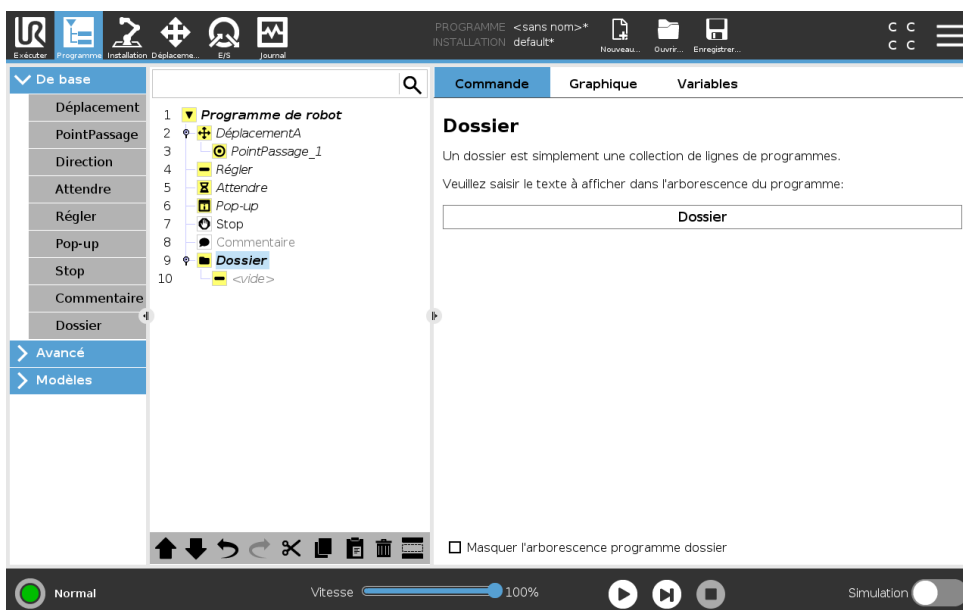 UR
Exécuter
Programme
Installation
Déplaceme...
E/S
Journal
PROGRAMME <sans nom>*
INSTALLATION default*
Nouveau...
Ouvrir...
Enregistrer...
C C
C C
De base
Déplacement
PointPassage
Direction
Attendre
Régler
Pop-up
Stop
Commentaire
Dossier
Avancé
Modèles
1 Programme de robot
2 DéplacementA
3 PointPassage_1
4 Régler
5 Attendre
6 Pop-up
7 Stop
8 Commentaire
9 Dossier
10 <vide>
Commande
Graphique
Variables
Dossier
Un dossier est simplement une collection de lignes de programmes.
Veuillez saisir le texte à afficher dans l'arborescence du programme:
Dossier
Masquer l'arborescence programme dossier
Normal
Vitesse
100%
Simulation